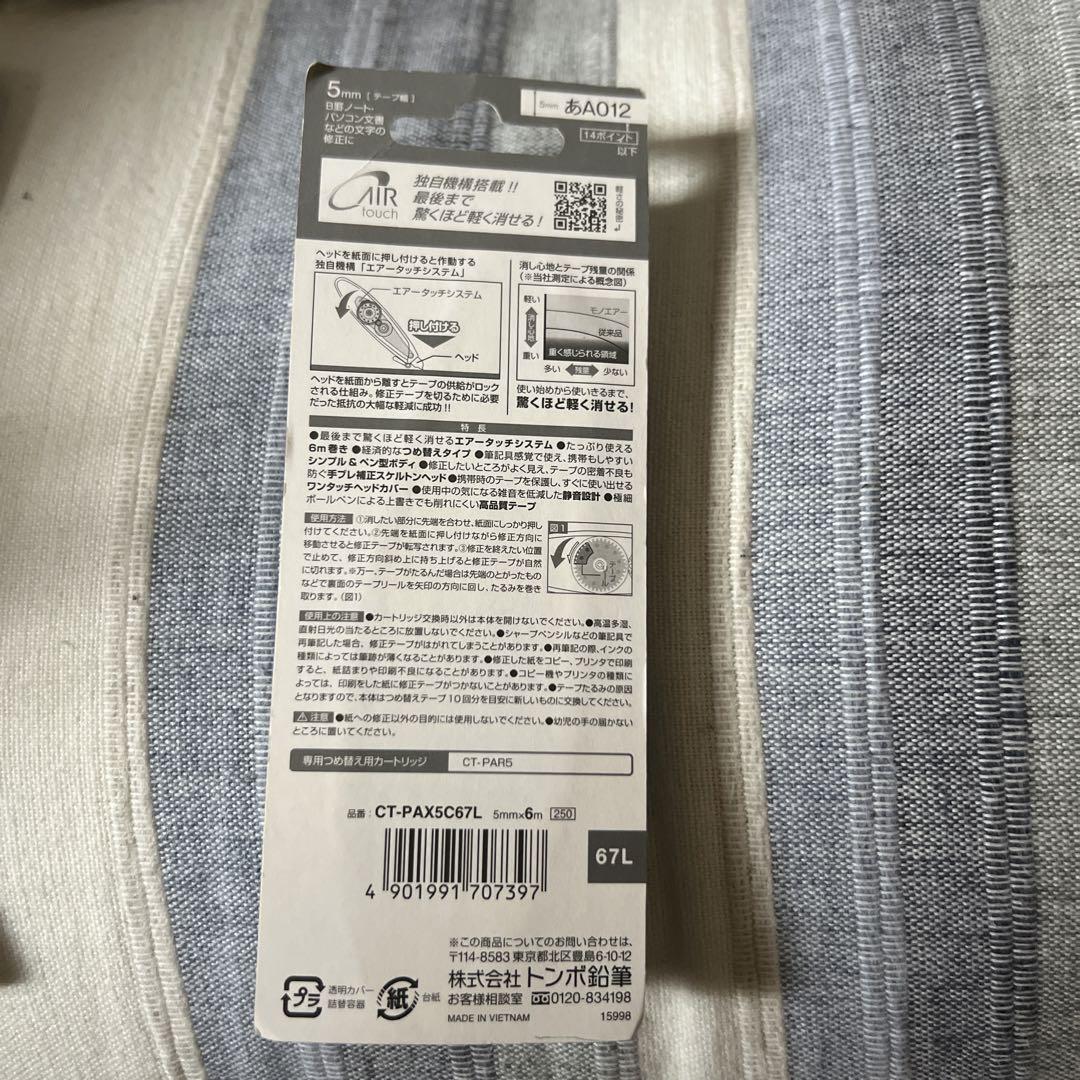 5mm [テープ幅]
B罫ノート・
パソコン文書
などの文字の
修正に
5mm あA012
14ポイント
以下
AIR
touch
独自機構搭載!!
最後まで
驚くほど軽く消せる!
軽さの秘密
ヘッドを紙面に押し付けると作動する
独自機構「エアータッチシステム」
エアータッチシステム
押し付ける
ヘッド
ヘッドを紙面から離すとテープの供給がロック
される仕組み。修正テープを切るために必要
だった抵抗の大幅な軽減に成功!!
消し心地とテープ残量の関係
(※当社測定による概念図)
軽い
消し心地
重い
モノエアー
従来品
重く感じられる領域
多い 残量 少ない
使い始めから使いきるまで、
驚くほど軽く消せる!
特長
●最後まで驚くほど軽く消せるエアータッチシステム ●たっぷり使える
6m巻き ●経済的なつめ替えタイプ ●筆記具感覚で使え、携帯もしやすい
シンプル&ペン型ボディ ●修正したいところがよく見え、テープの密着不良も
防ぐ手ブレ補正スケルトンヘッド ●携帯時のテープを保護し、すぐに使い出せる
ワンタッチヘッドカバー ●使用中の気になる雑音を低減した静音設計 ●極細
ボールペンによる上書きでも削れにくい高品質テープ
使用方法 ①消したい部分に先端を合わせ、紙面にしっかり押し
付けてください。②先端を紙面に押し付けながら修正方向に
移動させると修正テープが転写されます。③修正を終えたい位置
で止めて、修正方向斜め上に持ち上げると修正テープが自然
に切れます。※万一、テープがたるんだ場合は先端のとがったもの
などで裏面のテープリールを矢印の方向に回し、たるみを巻き
取ります。(図1)
図1
使用上の注意 ●カートリッジ交換時以外は本体を開けないでください。●高温多湿、
直射日光の当たるところに放置しないでください。●シャープペンシルなどの筆記具で
再筆記した場合、修正テープがはがれてしまうことがあります。●再筆記の際、インクの
種類によっては筆跡が薄くなることがあります。●修正した紙をコピー、プリンタで印刷
すると、紙詰まりや印刷不良になることがあります。●コピー機やプリンタの種類に
よっては、印刷をした紙に修正テープがつかないことがあります。●テープたるみの原因
となりますので、本体はつめ替えテープ10回分を目安に新しいものに交換してください。
⚠注意 ●紙への修正以外の目的には使用しないでください。●幼児の手の届かない
ところに置いてください。
専用つめ替え用カートリッジ CT-PAR5
品番:CT-PAX5C67L 5mm×6m 250
67L
4 901991 707397
※この商品についてのお問い合わせは、
〒114-8583 東京都北区豊島6-10-12
株式会社トンボ鉛筆
お客様相談室 0120-834198
MADE IN VIETNAM 15998
プラ 透明カバー
詰替容器
紙 台紙